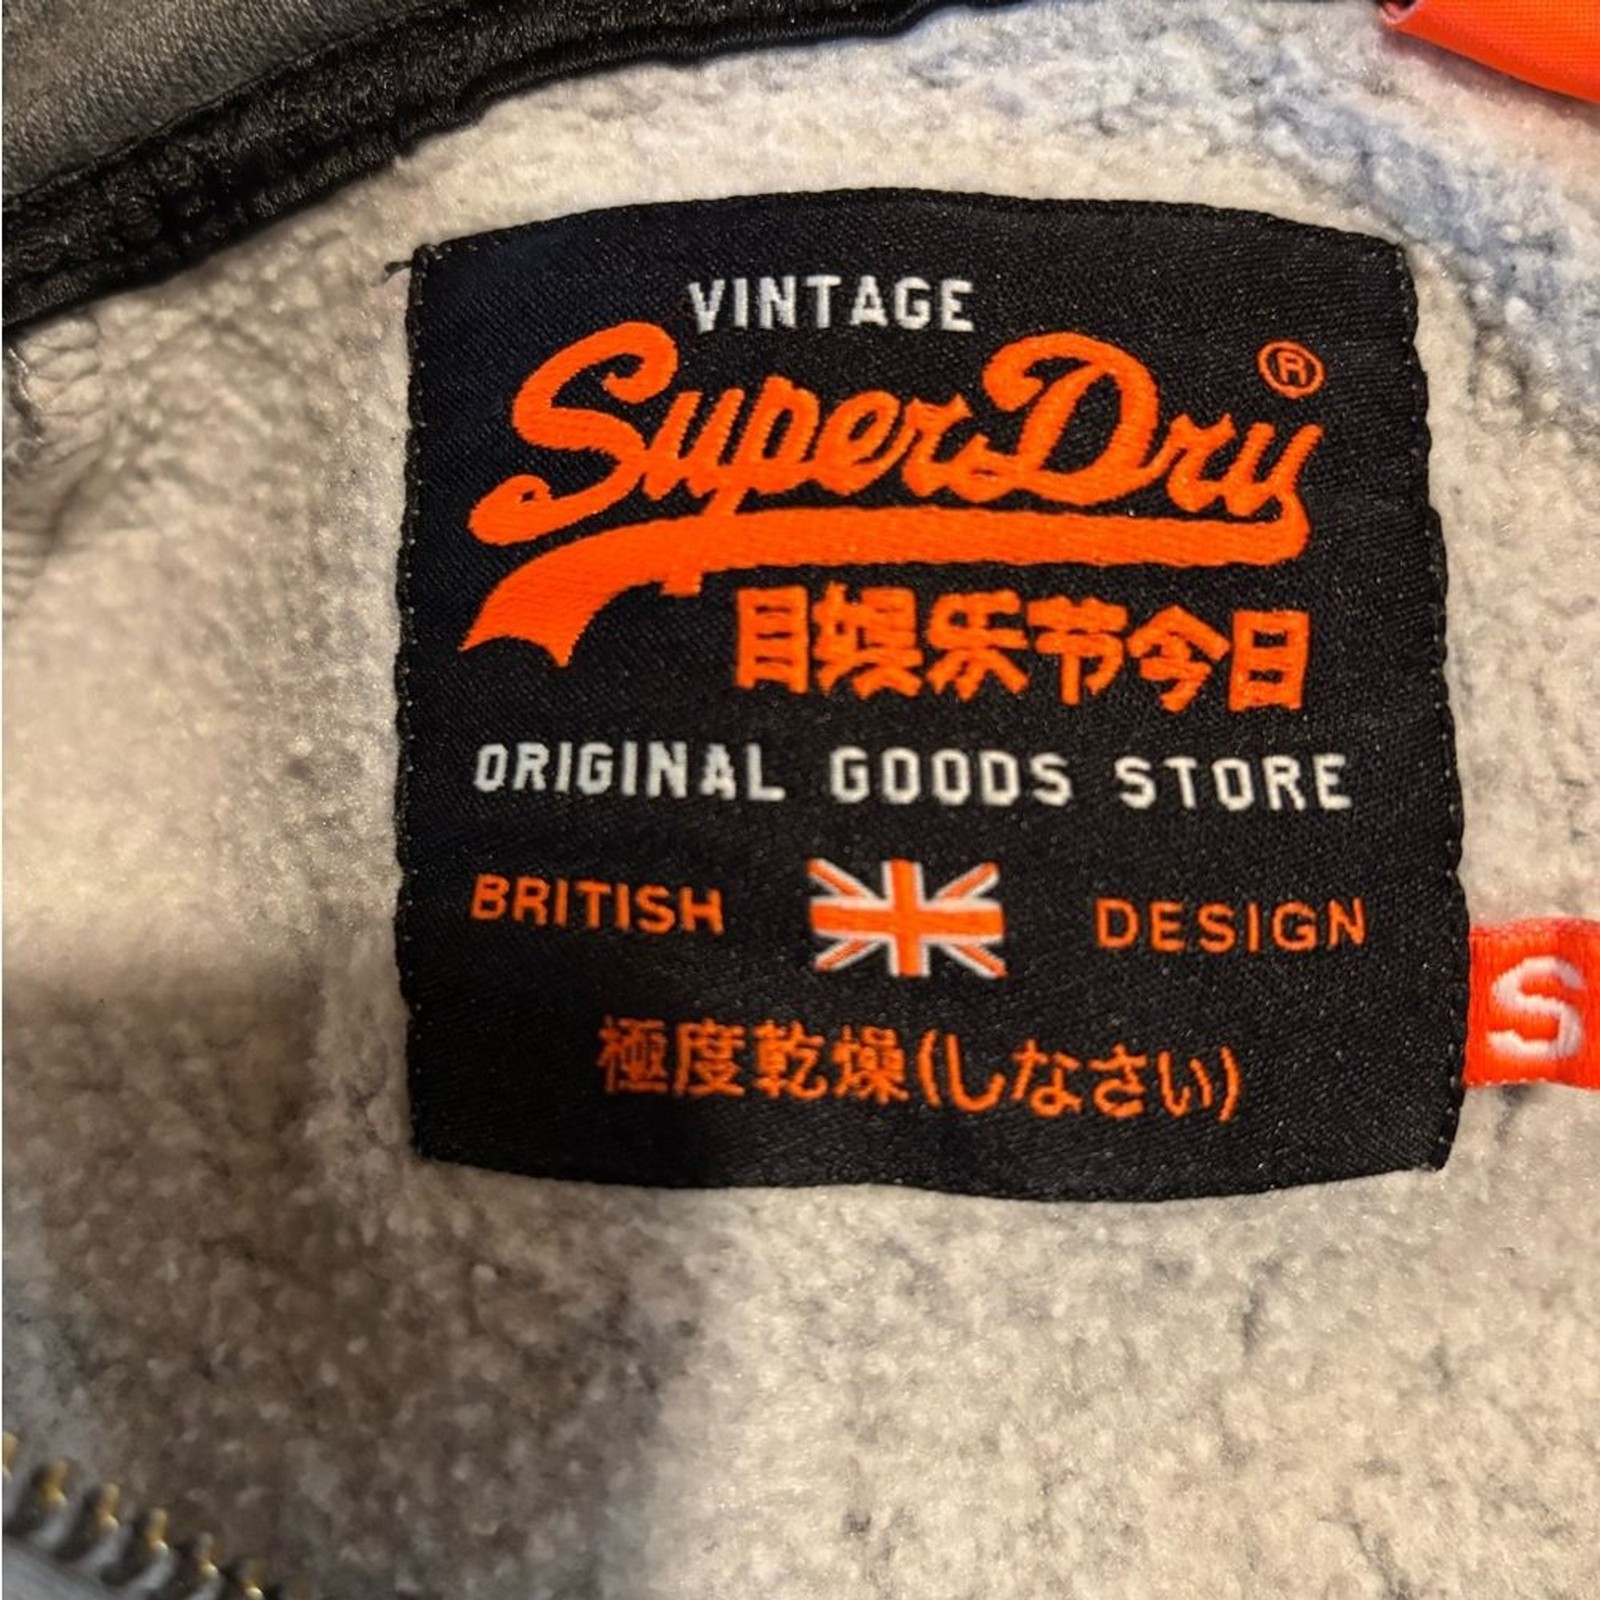 VINTAGE
SuperDry®
目娱乐节今日
ORIGINAL GOODS STORE
BRITISH DESIGN
S
極度乾燥(しなさい)